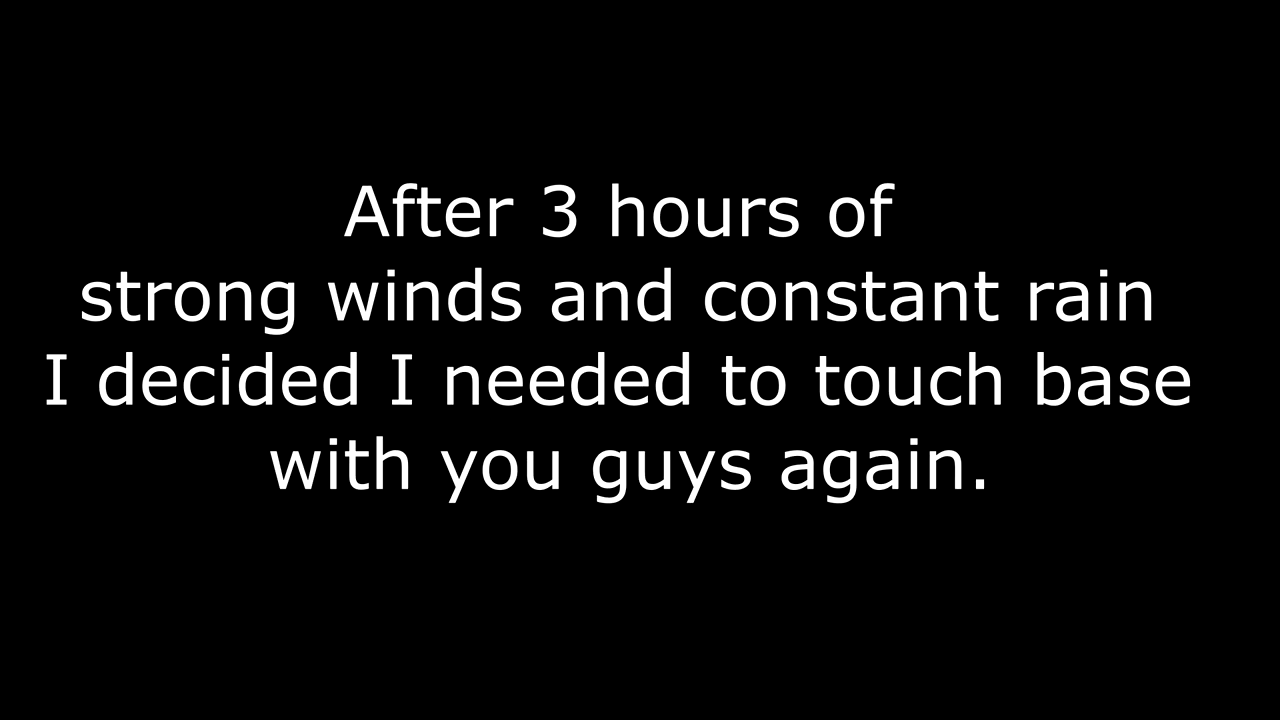 After 3 hours of
strong winds and constant rain
I decided I needed to touch base
with you guys again.